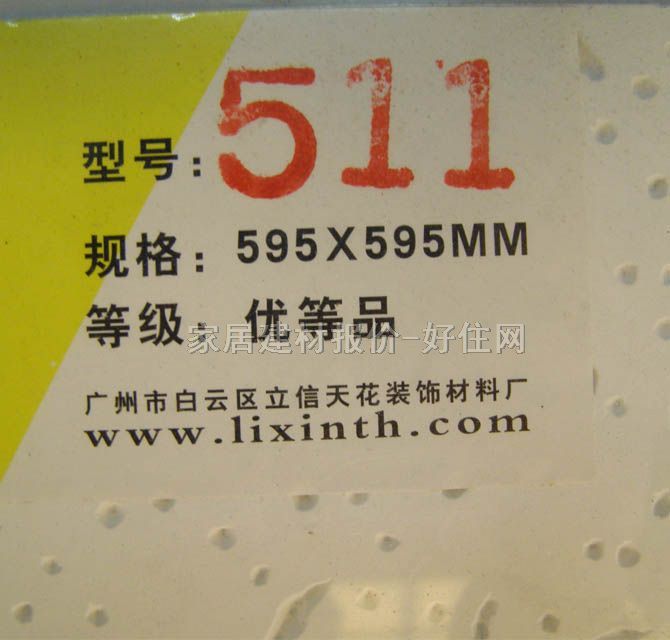 型号：511
规格：595X595MM
等级：优等品
家居建材报价-好住网
广州市白云区立信天花装饰材料厂
www.lixinth.com